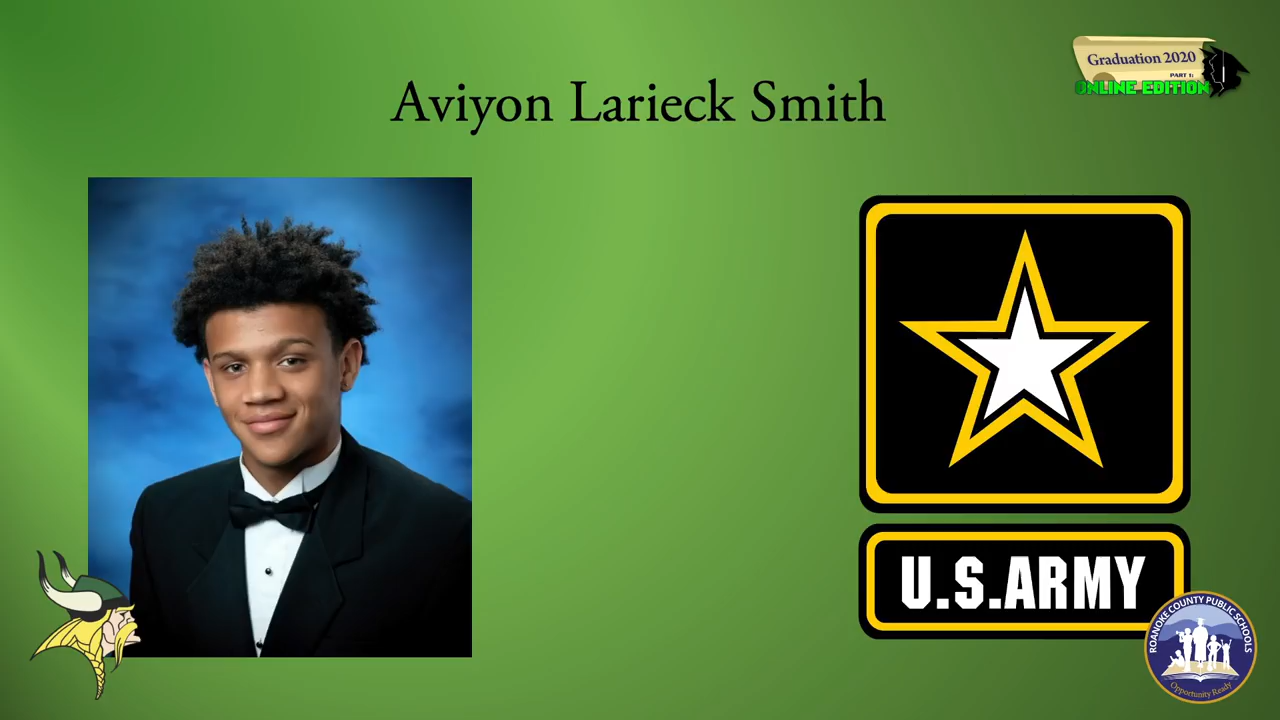 Graduation 2020
PART 1:
ONLINE EDITION
Aviyon Larieck Smith
U.S.ARMY
ROANOKE COUNTY PUBLIC SCHOOLS
Opportunity Ready